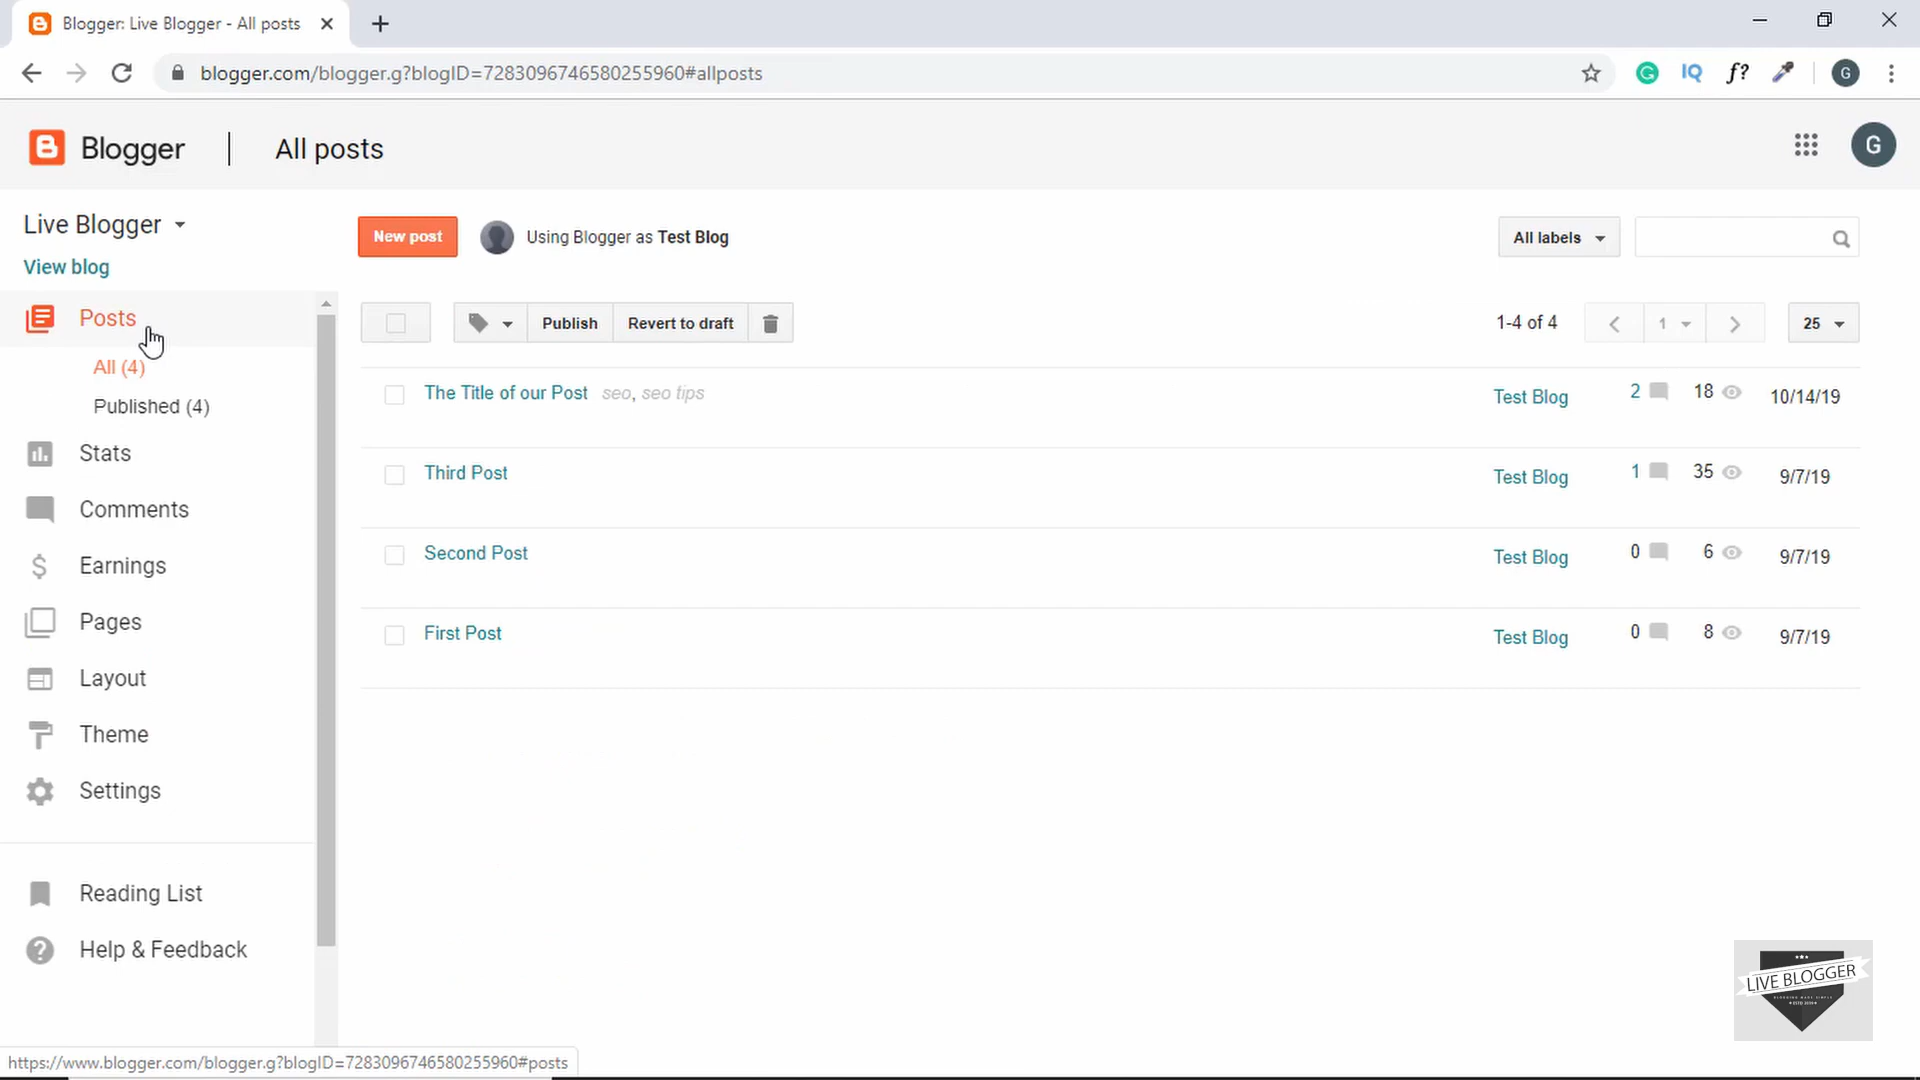 Blogger: Live Blogger - All posts
blogger.com/blogger.g?blogID=7283096746580255960#allposts
G IQ f? G
Blogger All posts G
Live Blogger
View blog
New post Using Blogger as Test Blog All labels
Posts
All (4)
Published (4)
Stats
Comments
Earnings
Pages
Layout
Theme
Settings
Reading List
Help & Feedback
Publish Revert to draft 1-4 of 4 1 25
The Title of our Post seo, seo tips Test Blog 2 18 10/14/19
Third Post Test Blog 1 35 9/7/19
Second Post Test Blog 0 6 9/7/19
First Post Test Blog 0 8 9/7/19
LIVE BLOGGER
BLOGGING MADE SIMPLE
https://www.blogger.com/blogger.g?blogID=7283096746580255960#posts